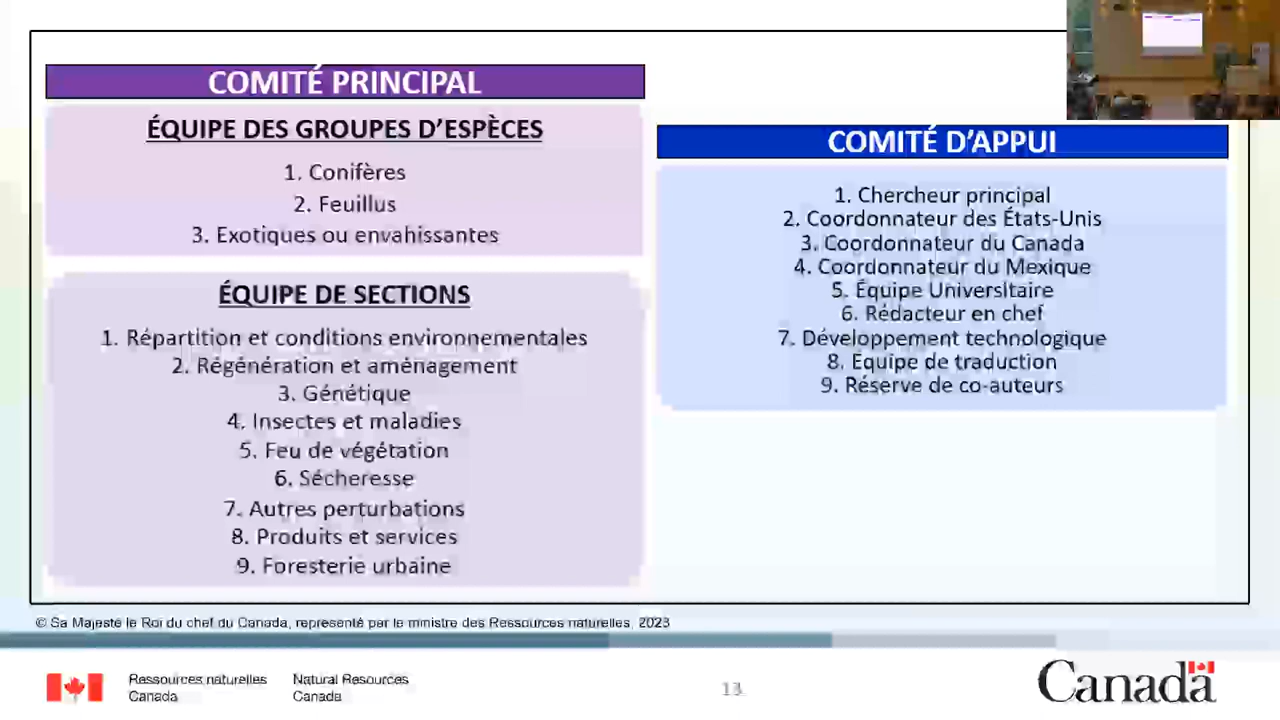 COMITÉ PRINCIPAL
ÉQUIPE DES GROUPES D'ESPÈCES
1. Conifères
2. Feuillus
3. Exotiques ou envahissantes
ÉQUIPE DE SECTIONS
1. Répartition et conditions environnementales
2. Régénération et aménagement
3. Génétique
4. Insectes et maladies
5. Feu de végétation
6. Sécheresse
7. Autres perturbations
8. Produits et services
9. Foresterie urbaine
COMITÉ D'APPUI
1. Chercheur principal
2. Coordonnateur des États-Unis
3. Coordonnateur du Canada
4. Coordonnateur du Mexique
5. Équipe Universitaire
6. Rédacteur en chef
7. Développement technologique
8. Équipe de traduction
9. Réserve de co-auteurs
© Sa Majesté le Roi du chef du Canada, représenté par le ministre des Ressources naturelles, 2023
Ressources naturelles Canada
Natural Resources Canada
13
Canada